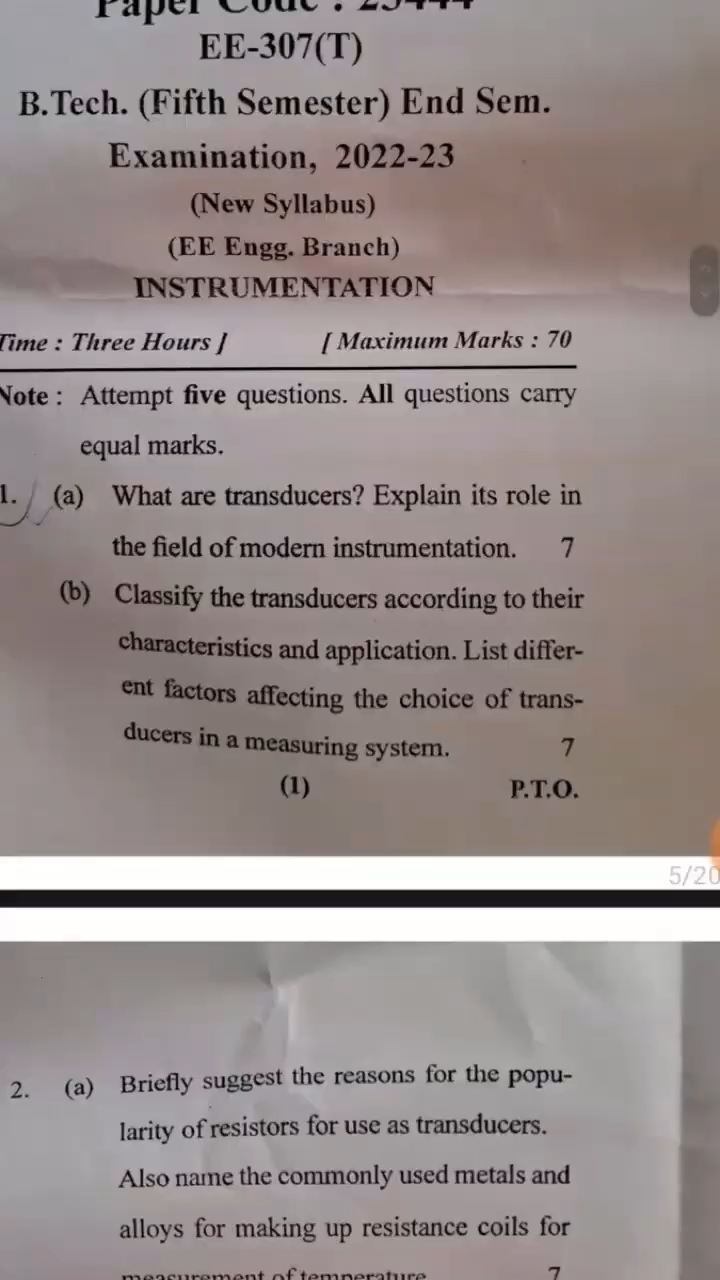 Paper Code :
EE-307(T)
B.Tech. (Fifth Semester) End Sem.
Examination, 2022-23
(New Syllabus)
(EE Engg. Branch)
INSTRUMENTATION
Time : Three Hours ]	[ Maximum Marks : 70
Note : Attempt five questions. All questions carry
equal marks.
1. (a) What are transducers? Explain its role in
the field of modern instrumentation. 7
(b) Classify the transducers according to their
characteristics and application. List differ-
ent factors affecting the choice of trans-
ducers in a measuring system. 7
(1) P.T.O.
5/20
2. (a) Briefly suggest the reasons for the popu-
larity of resistors for use as transducers.
Also name the commonly used metals and
alloys for making up resistance coils for
measurement of temperature 7